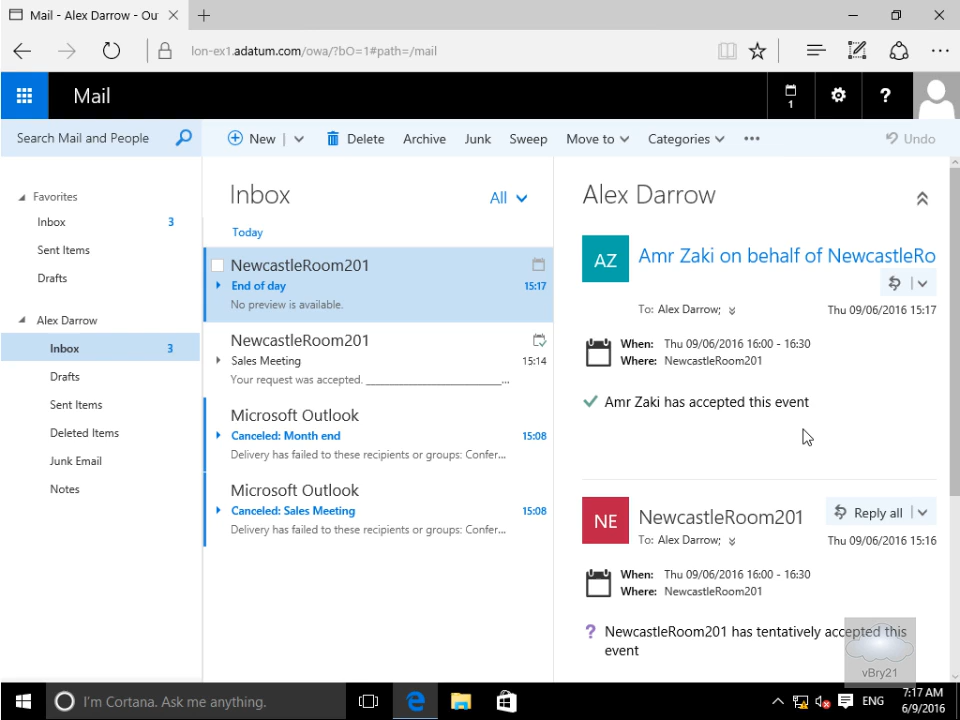 Mail - Alex Darrow - Ou
lon-ex1.adatum.com/owa/?bO=1#path=/mail
Mail
1
?
Search Mail and People
New
Delete
Archive
Junk
Sweep
Move to
Categories
Undo
Favorites
Inbox 3
Sent Items
Drafts
Alex Darrow
Inbox 3
Drafts
Sent Items
Deleted Items
Junk Email
Notes
Inbox
All
Today
NewcastleRoom201
End of day 15:17
No preview is available.
NewcastleRoom201
Sales Meeting 15:14
Your request was accepted. ________________________...
Microsoft Outlook
Canceled: Month end 15:08
Delivery has failed to these recipients or groups: Confer...
Microsoft Outlook
Canceled: Sales Meeting 15:08
Delivery has failed to these recipients or groups: Confer...
Alex Darrow
AZ
Amr Zaki on behalf of NewcastleRo
To: Alex Darrow;
Thu 09/06/2016 15:17
When: Thu 09/06/2016 16:00 - 16:30
Where: NewcastleRoom201
Amr Zaki has accepted this event
NE
NewcastleRoom201
Reply all
To: Alex Darrow;
Thu 09/06/2016 15:16
When: Thu 09/06/2016 16:00 - 16:30
Where: NewcastleRoom201
? NewcastleRoom201 has tentatively accepted this
event
vBry21
I'm Cortana. Ask me anything.
ENG
7:17 AM
6/9/2016